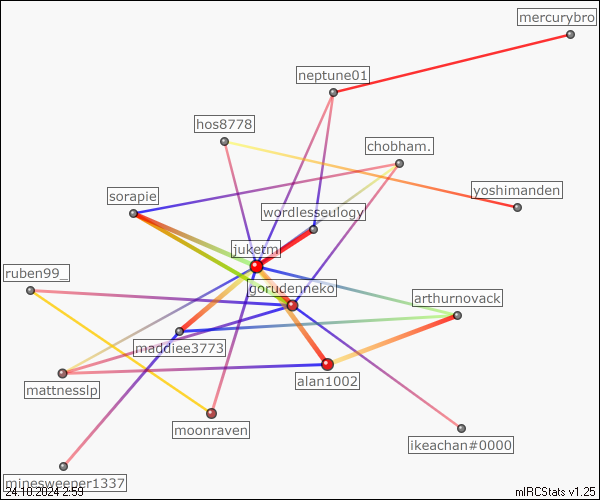 mercurybro
neptune01
hos8778
chobham.
yoshimanden
sorapie
wordlesseulogy
juketm
ruben99_
gorudenneko
arthurnovack
maddiee3773
mattnesslp
alan1002
moonraven
ikeachan#0000
minesweeper1337
24.10.2024 2:59
mIRCStats v1.25